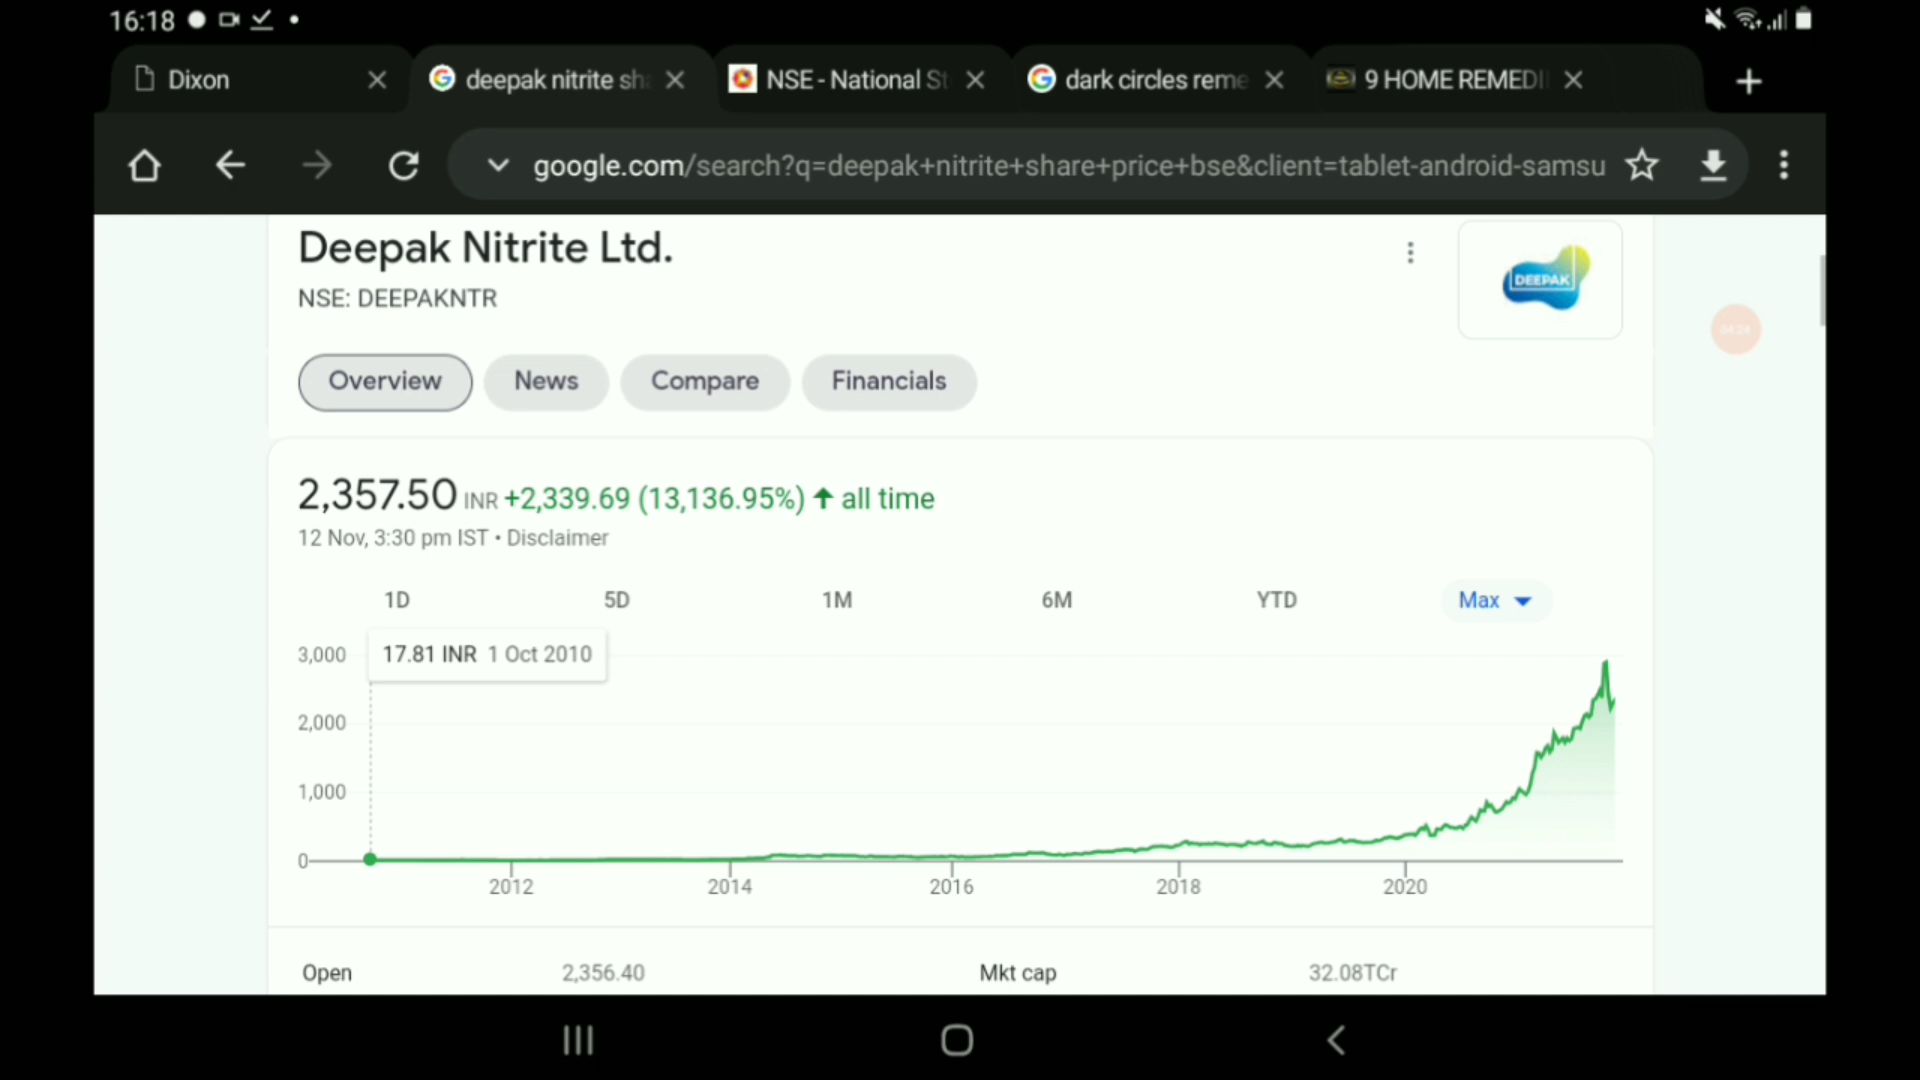 16:18
Dixon
deepak nitrite sh
NSE - National St
dark circles reme
9 HOME REMEDI
google.com/search?q=deepak+nitrite+share+price+bse&client=tablet-android-samsu
Deepak Nitrite Ltd.
NSE: DEEPAKNTR
DEEPAK
Overview
News
Compare
Financials
2,357.50 INR +2,339.69 (13,136.95%) all time
12 Nov, 3:30 pm IST • Disclaimer
1D
5D
1M
6M
YTD
Max
17.81 INR 1 Oct 2010
3,000
2,000
1,000
0
2012
2014
2016
2018
2020
Open 2,356.40
Mkt cap 32.08TCr